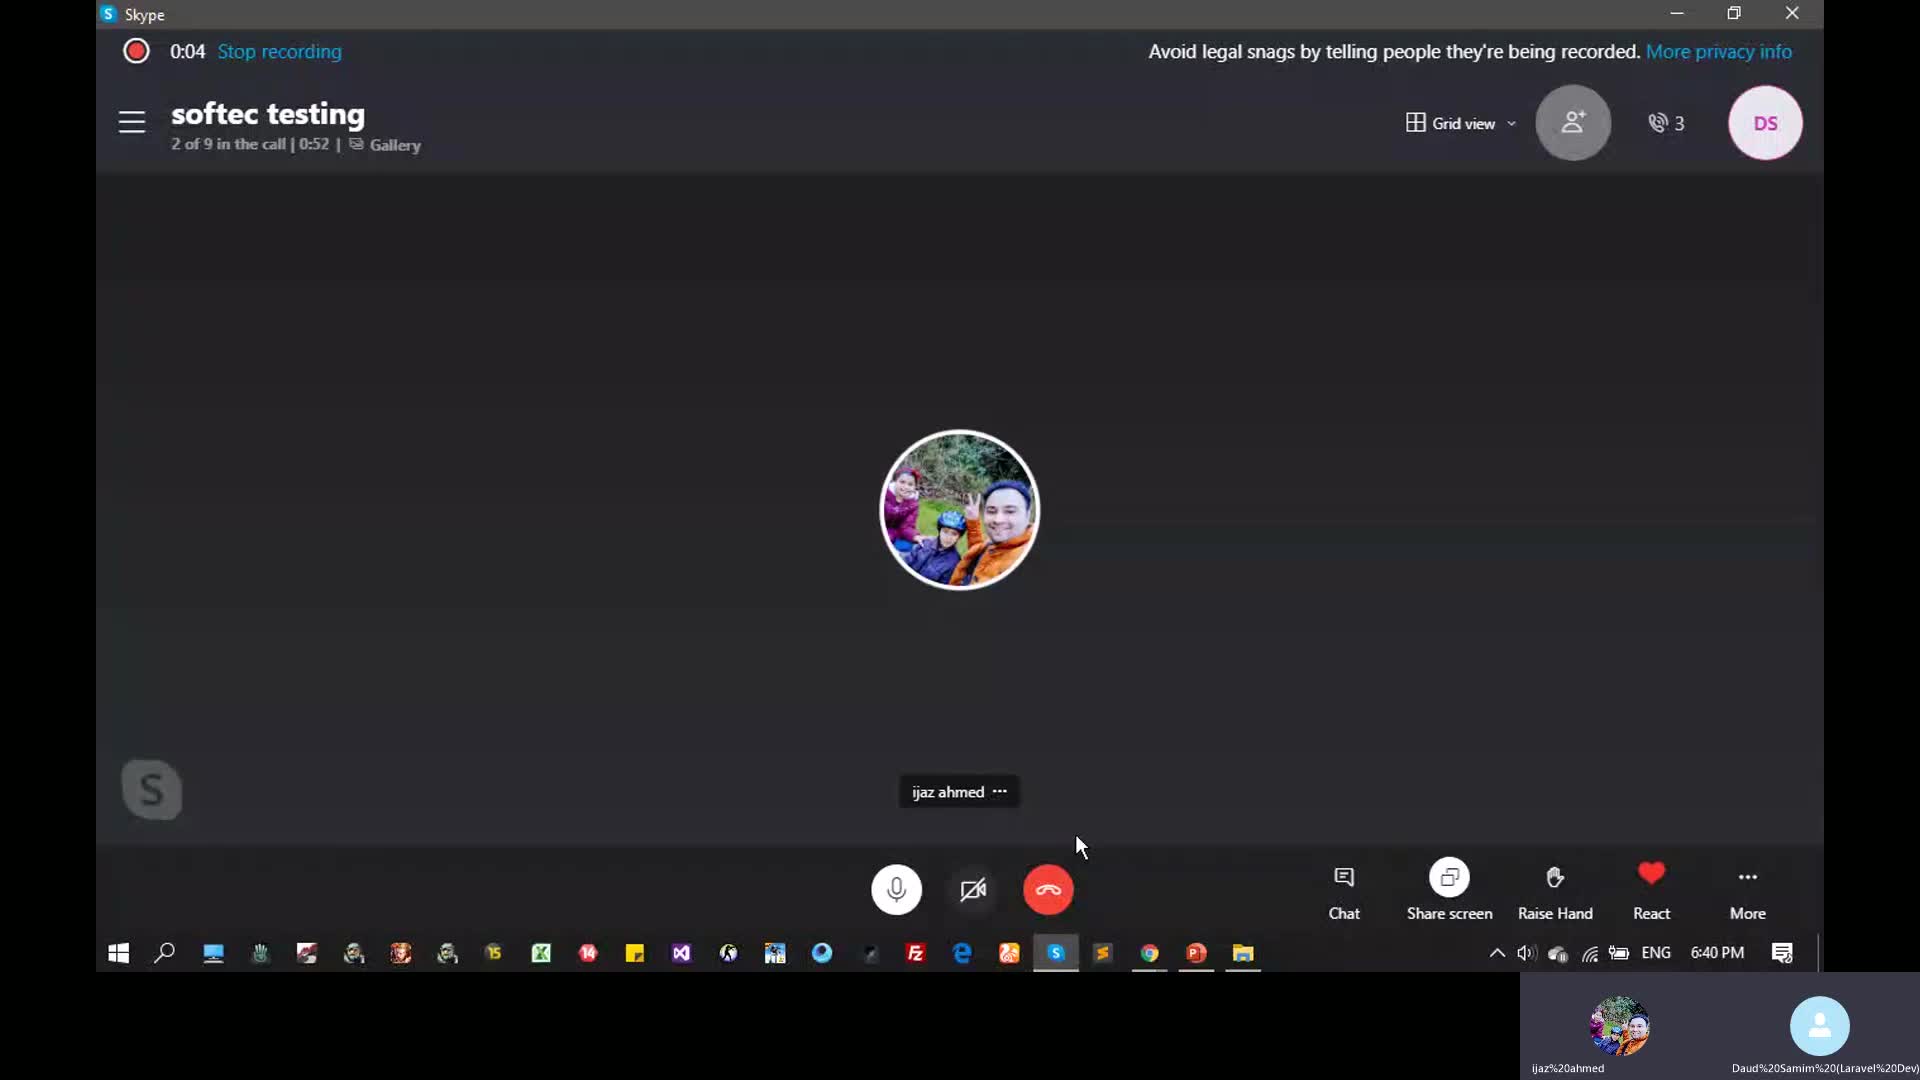 Skype
0:04 Stop recording
Avoid legal snags by telling people they're being recorded. More privacy info
softec testing
2 of 9 in the call | 0:52 | Gallery
Grid view
3
DS
ijaz ahmed ···
S
Chat
Share screen
Raise Hand
React
More
ENG
6:40 PM
ijaz%20ahmed
Daud%20Samim%20(Laravel%20Dev)